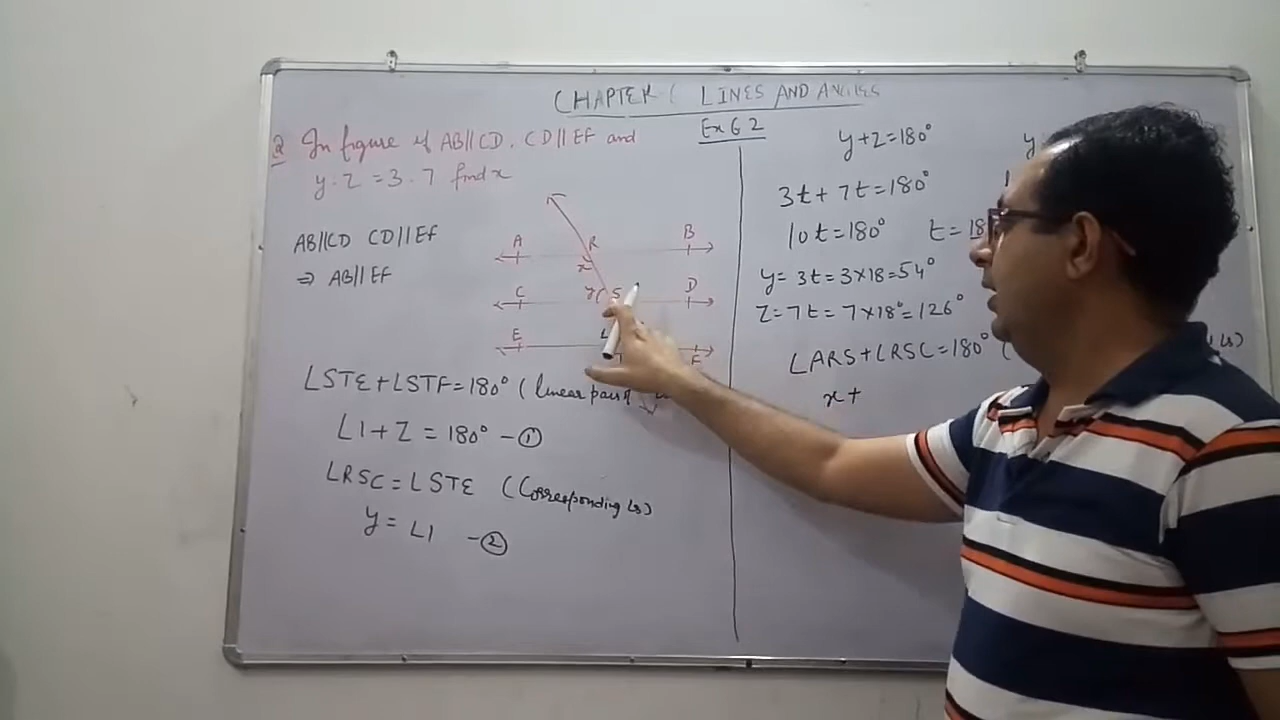 CHAPTER 6 LINES AND ANGLES
Ex 6.2
Q In figure if AB||CD, CD||EF and
y:z = 3:7 find x
AB||CD CD||EF
⇒ AB||EF
A R B
x
C y S D
E F
∠STE + ∠STF = 180° (linear pair
∠1 + z = 180° - ①
∠RSC = ∠STE (Corresponding ∠s)
y = ∠1 - ②
y + z = 180°
3t + 7t = 180°
10t = 180° t = 18
y = 3t = 3×18 = 54°
z = 7t = 7×18° = 126°
∠ARS + ∠RSC = 180° ( ∠s)
x +